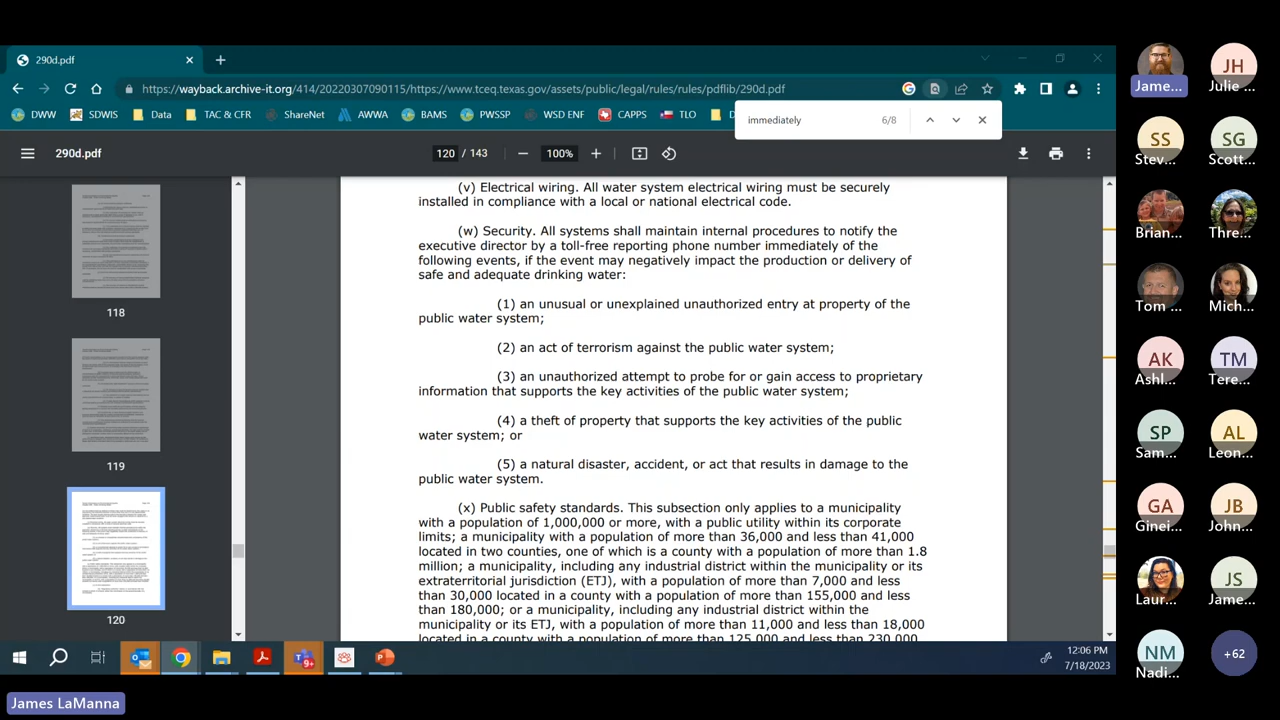 290d.pdf
https://wayback.archive-it.org/414/20220307090115/https://www.tceq.texas.gov/assets/public/legal/rules/rules/pdflib/290d.pdf
DWW SDWIS Data TAC & CFR ShareNet AWWA BAMS PWSSP WSD ENF CAPPS TLO D
immediately 6/8
290d.pdf 120 / 143 100%
118
119
120
(v) Electrical wiring. All water system electrical wiring must be securely
installed in compliance with a local or national electrical code.
(w) Security. All systems shall maintain internal procedures to notify the
executive director by a toll-free reporting phone number immediately of the
following events, if the event may negatively impact the production or delivery of
safe and adequate drinking water:
(1) an unusual or unexplained unauthorized entry at property of the
public water system;
(2) an act of terrorism against the public water system;
(3) an unauthorized attempt to probe for or gain access to proprietary
information that supports the key activities of the public water system;
(4) a theft of property that supports the key activities of the public
water system; or
(5) a natural disaster, accident, or act that results in damage to the
public water system.
(x) Public safety standards. This subsection only applies to a municipality
with a population of 1,000,000 or more, with a public utility within its corporate
limits; a municipality with a population of more than 36,000 and less than 41,000
located in two counties, one of which is a county with a population of more than 1.8
million; a municipality, including any industrial district within the municipality or its
extraterritorial jurisdiction (ETJ), with a population of more than 7,000 and less
than 30,000 located in a county with a population of more than 155,000 and less
than 180,000; or a municipality, including any industrial district within the
municipality or its ETJ, with a population of more than 11,000 and less than 18,000
located in a county with a population of more than 125,000 and less than 230,000
9+
12:06 PM
7/18/2023
James LaManna
JH
Jame... Julie ...
SS SG
Stev... Scott...
Brian... Thre...
Tom ... Mich...
AK TM
Ashl... Tere...
SP AL
Sam... Leon...
GA JB
Ginei... John...
JS
Laur... Jame...
NM +62
Nadi...